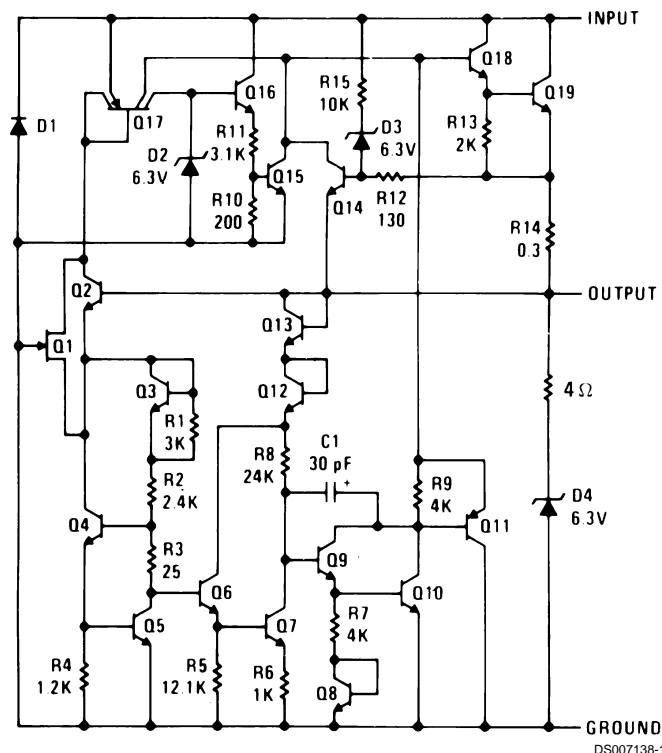 INPUT
Q18
R15
10K
Q16
Q19
Q17
D3
6.3V
R13
2K
D1
R11
3.1K
D2
6.3V
Q15
R12
130
R10
200
Q14
R14
0.3
Q2
OUTPUT
Q13
Q1
Q3
Q12
4Ω
R1
3K
C1
30 pF
+
R8
24K
R2
2.4K
R9
4K
D4
6.3V
Q4
Q11
R3
25
Q6
Q9
Q10
Q5
Q7
R7
4K
R4
1.2K
R5
12.1K
R6
1K
Q8
GROUND
DS007138-1